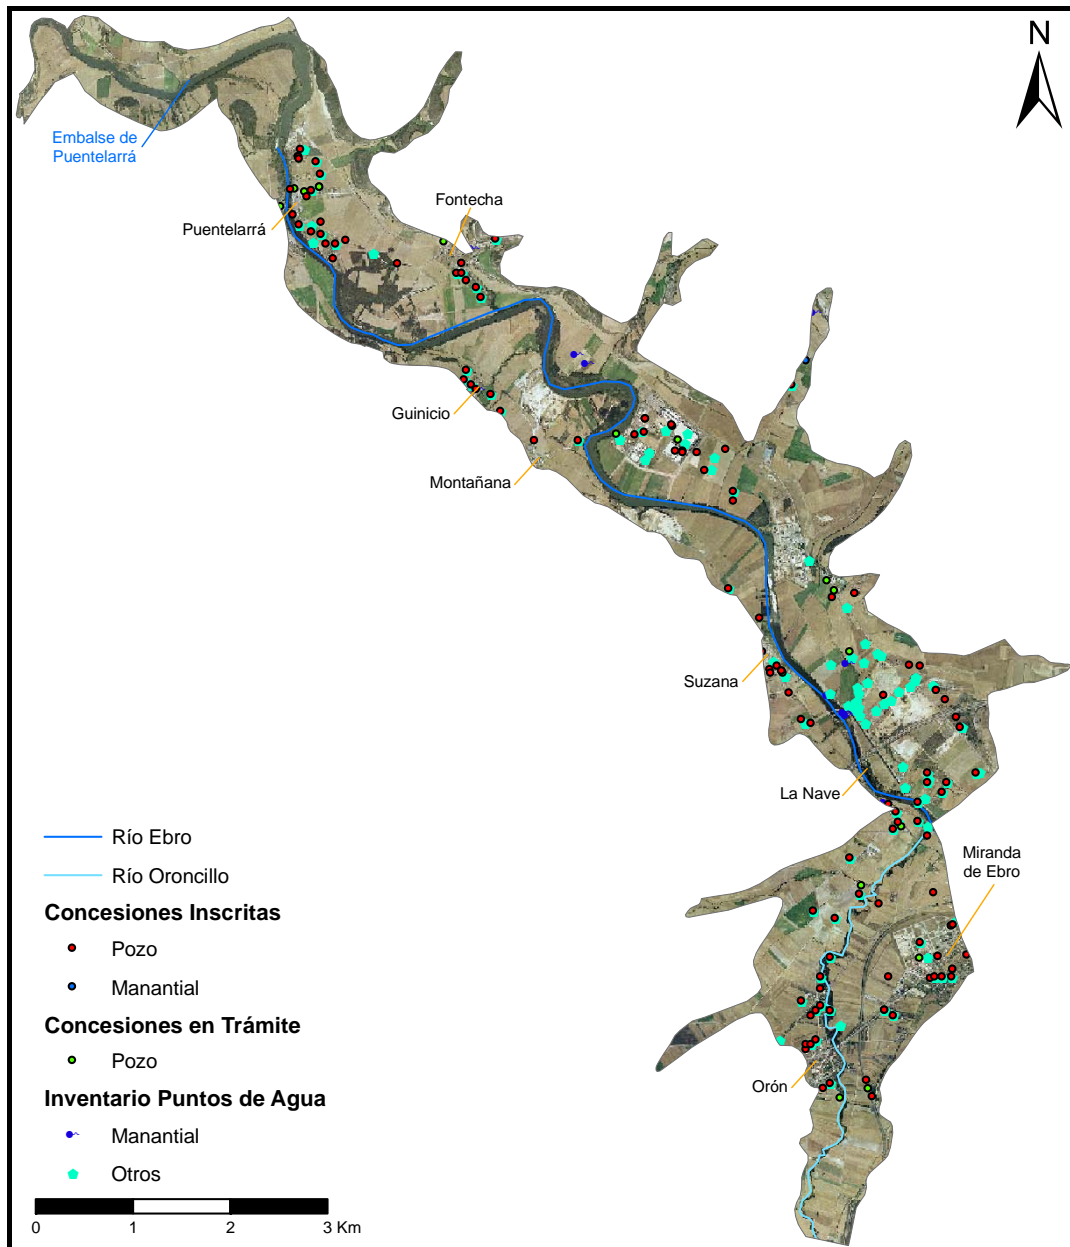 N
Embalse de
Puentelarrá
Puentelarrá
Fontecha
Guinicio
Montañana
Suzana
La Nave
Miranda
de Ebro
Orón
Río Ebro
Río Oroncillo
Concesiones Inscritas
Pozo
Manantial
Concesiones en Trámite
Pozo
Inventario Puntos de Agua
Manantial
Otros
0 1 2 3 Km